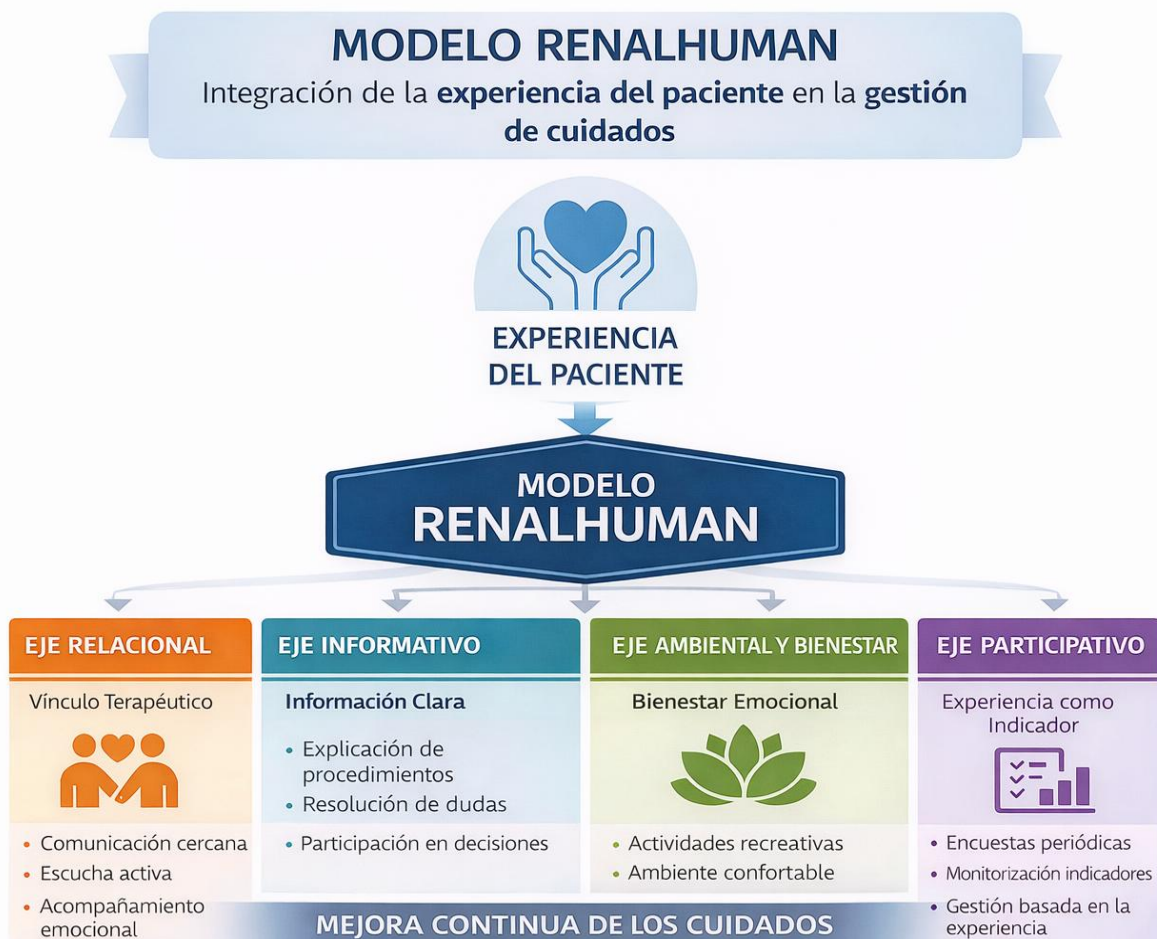 MODELO RENALHUMAN
Integración de la experiencia del paciente en la gestión
de cuidados
EXPERIENCIA
DEL PACIENTE
MODELO
RENALHUMAN
EJE RELACIONAL
Vínculo Terapéutico
• Comunicación cercana
• Escucha activa
• Acompañamiento
emocional
EJE INFORMATIVO
Información Clara
• Explicación de
procedimientos
• Resolución de dudas
• Participación en decisiones
EJE AMBIENTAL Y BIENESTAR
Bienestar Emocional
• Actividades recreativas
• Ambiente confortable
EJE PARTICIPATIVO
Experiencia como
Indicador
• Encuestas periódicas
• Monitorización indicadores
• Gestión basada en la
experiencia
MEJORA CONTINUA DE LOS CUIDADOS